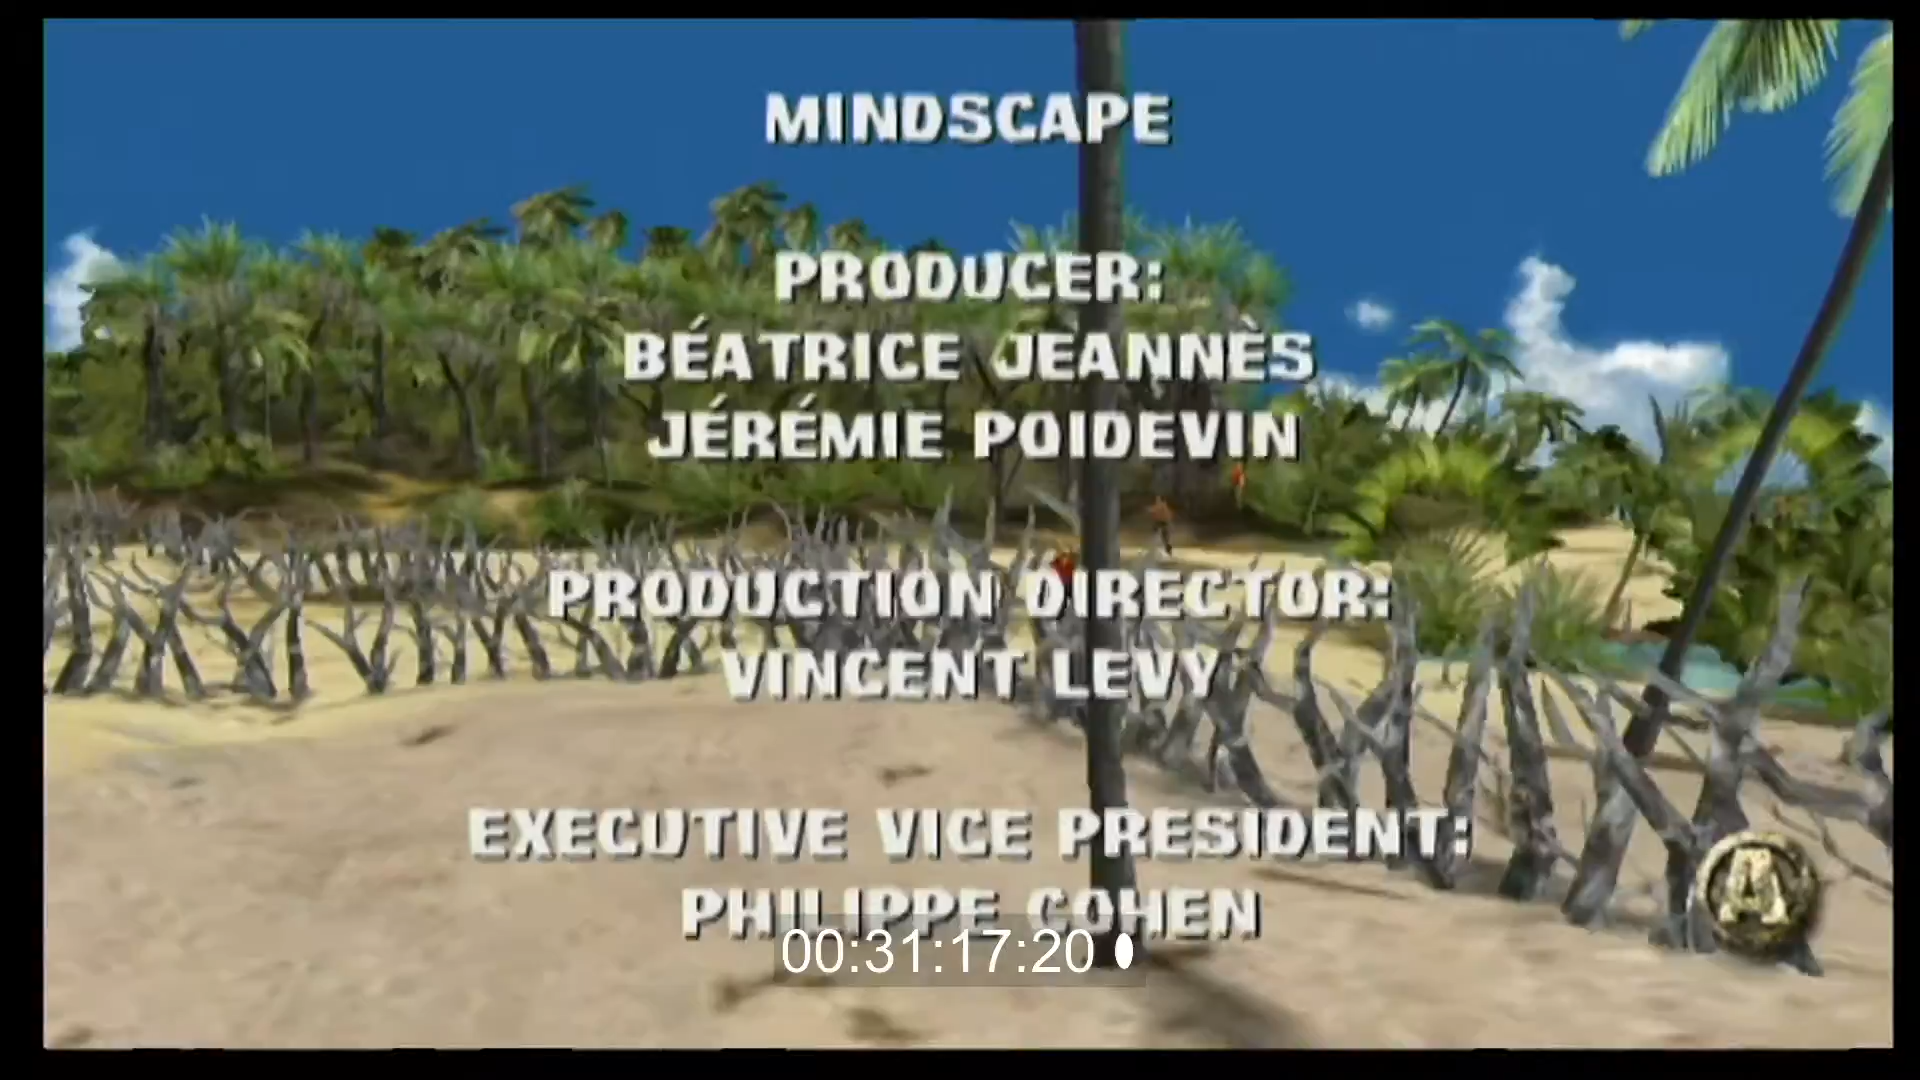 MINDSCAPE
PRODUCER:
BÉATRICE JEANNÈS
JÉRÉMIE POIDEVIN
PRODUCTION DIRECTOR:
VINCENT LEVY
EXECUTIVE VICE PRESIDENT:
PHILIPPE COHEN
00:31:17:20
A